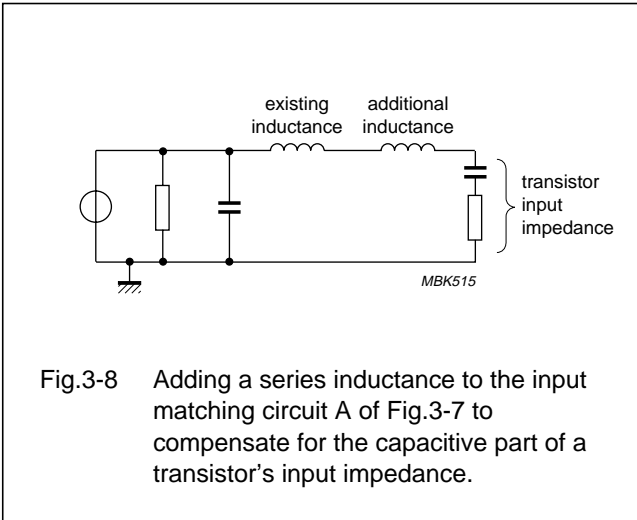 existing
inductance
additional
inductance
transistor
input
impedance
MBK515
Fig.3-8 Adding a series inductance to the input
matching circuit A of Fig.3-7 to
compensate for the capacitive part of a
transistor's input impedance.